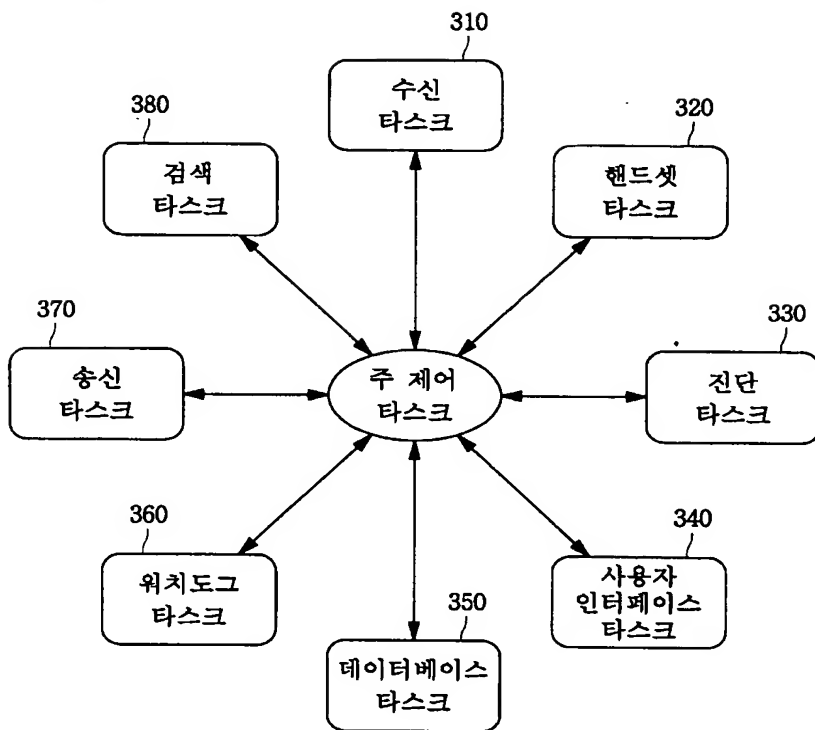 310
수신
타스크
380
검색
타스크
320
핸드셋
타스크
370
송신
타스크
주 제어
타스크
330
진단
타스크
360
워치도그
타스크
350
데이터베이스
타스크
340
사용자
인터페이스
타스크